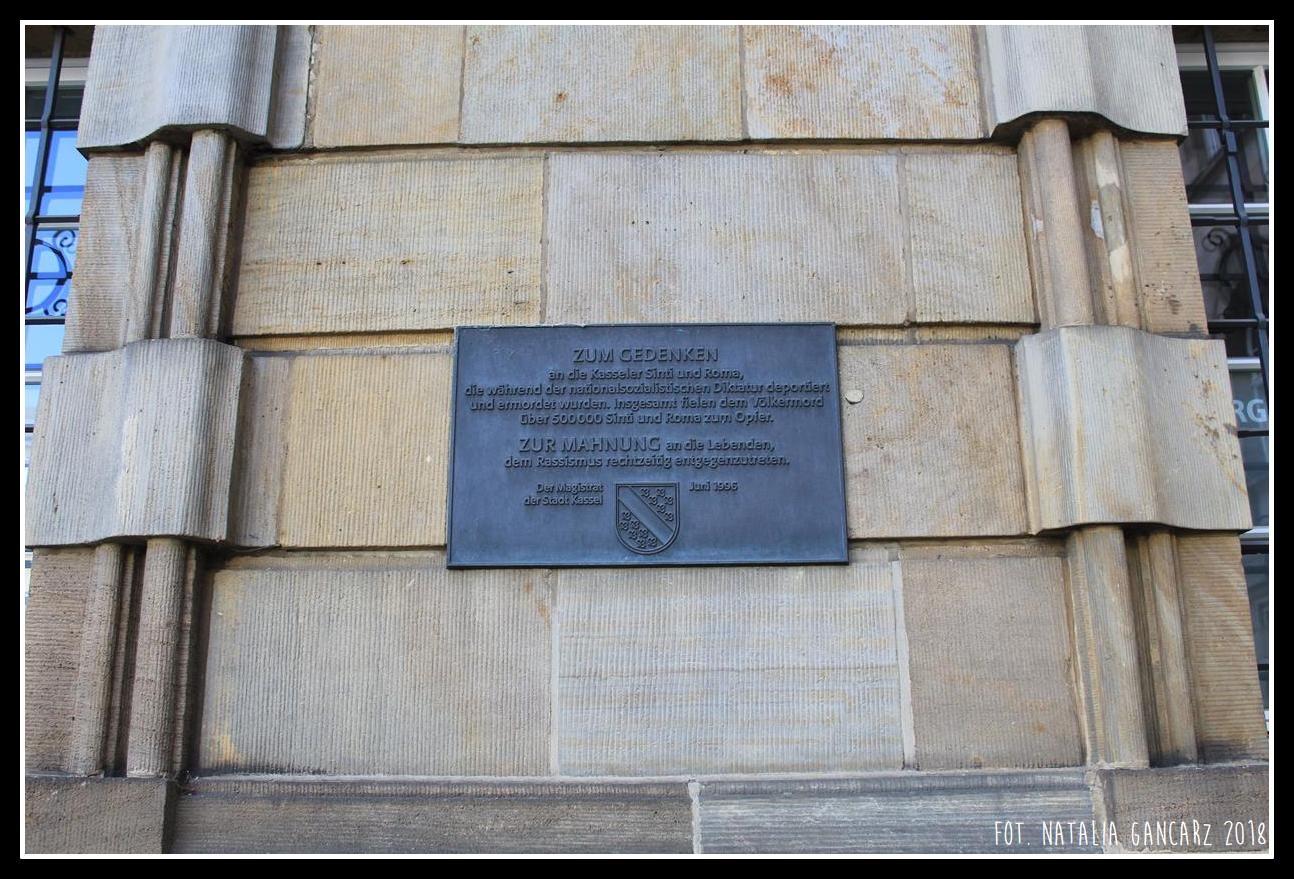 ZUM GEDENKEN
an die Kasseler Sinti und Roma,
die während der nationalsozialistischen Diktatur deportiert
und ermordet wurden. Insgesamt fielen dem Völkermord
über 500000 Sinti und Roma zum Opfer.
ZUR MAHNUNG an die Lebenden,
dem Rassismus rechtzeitig entgegenzutreten.
Der Magistrat
der Stadt Kassel
Juni 1996
RG
FOT. NATALIA GANCARZ 2018